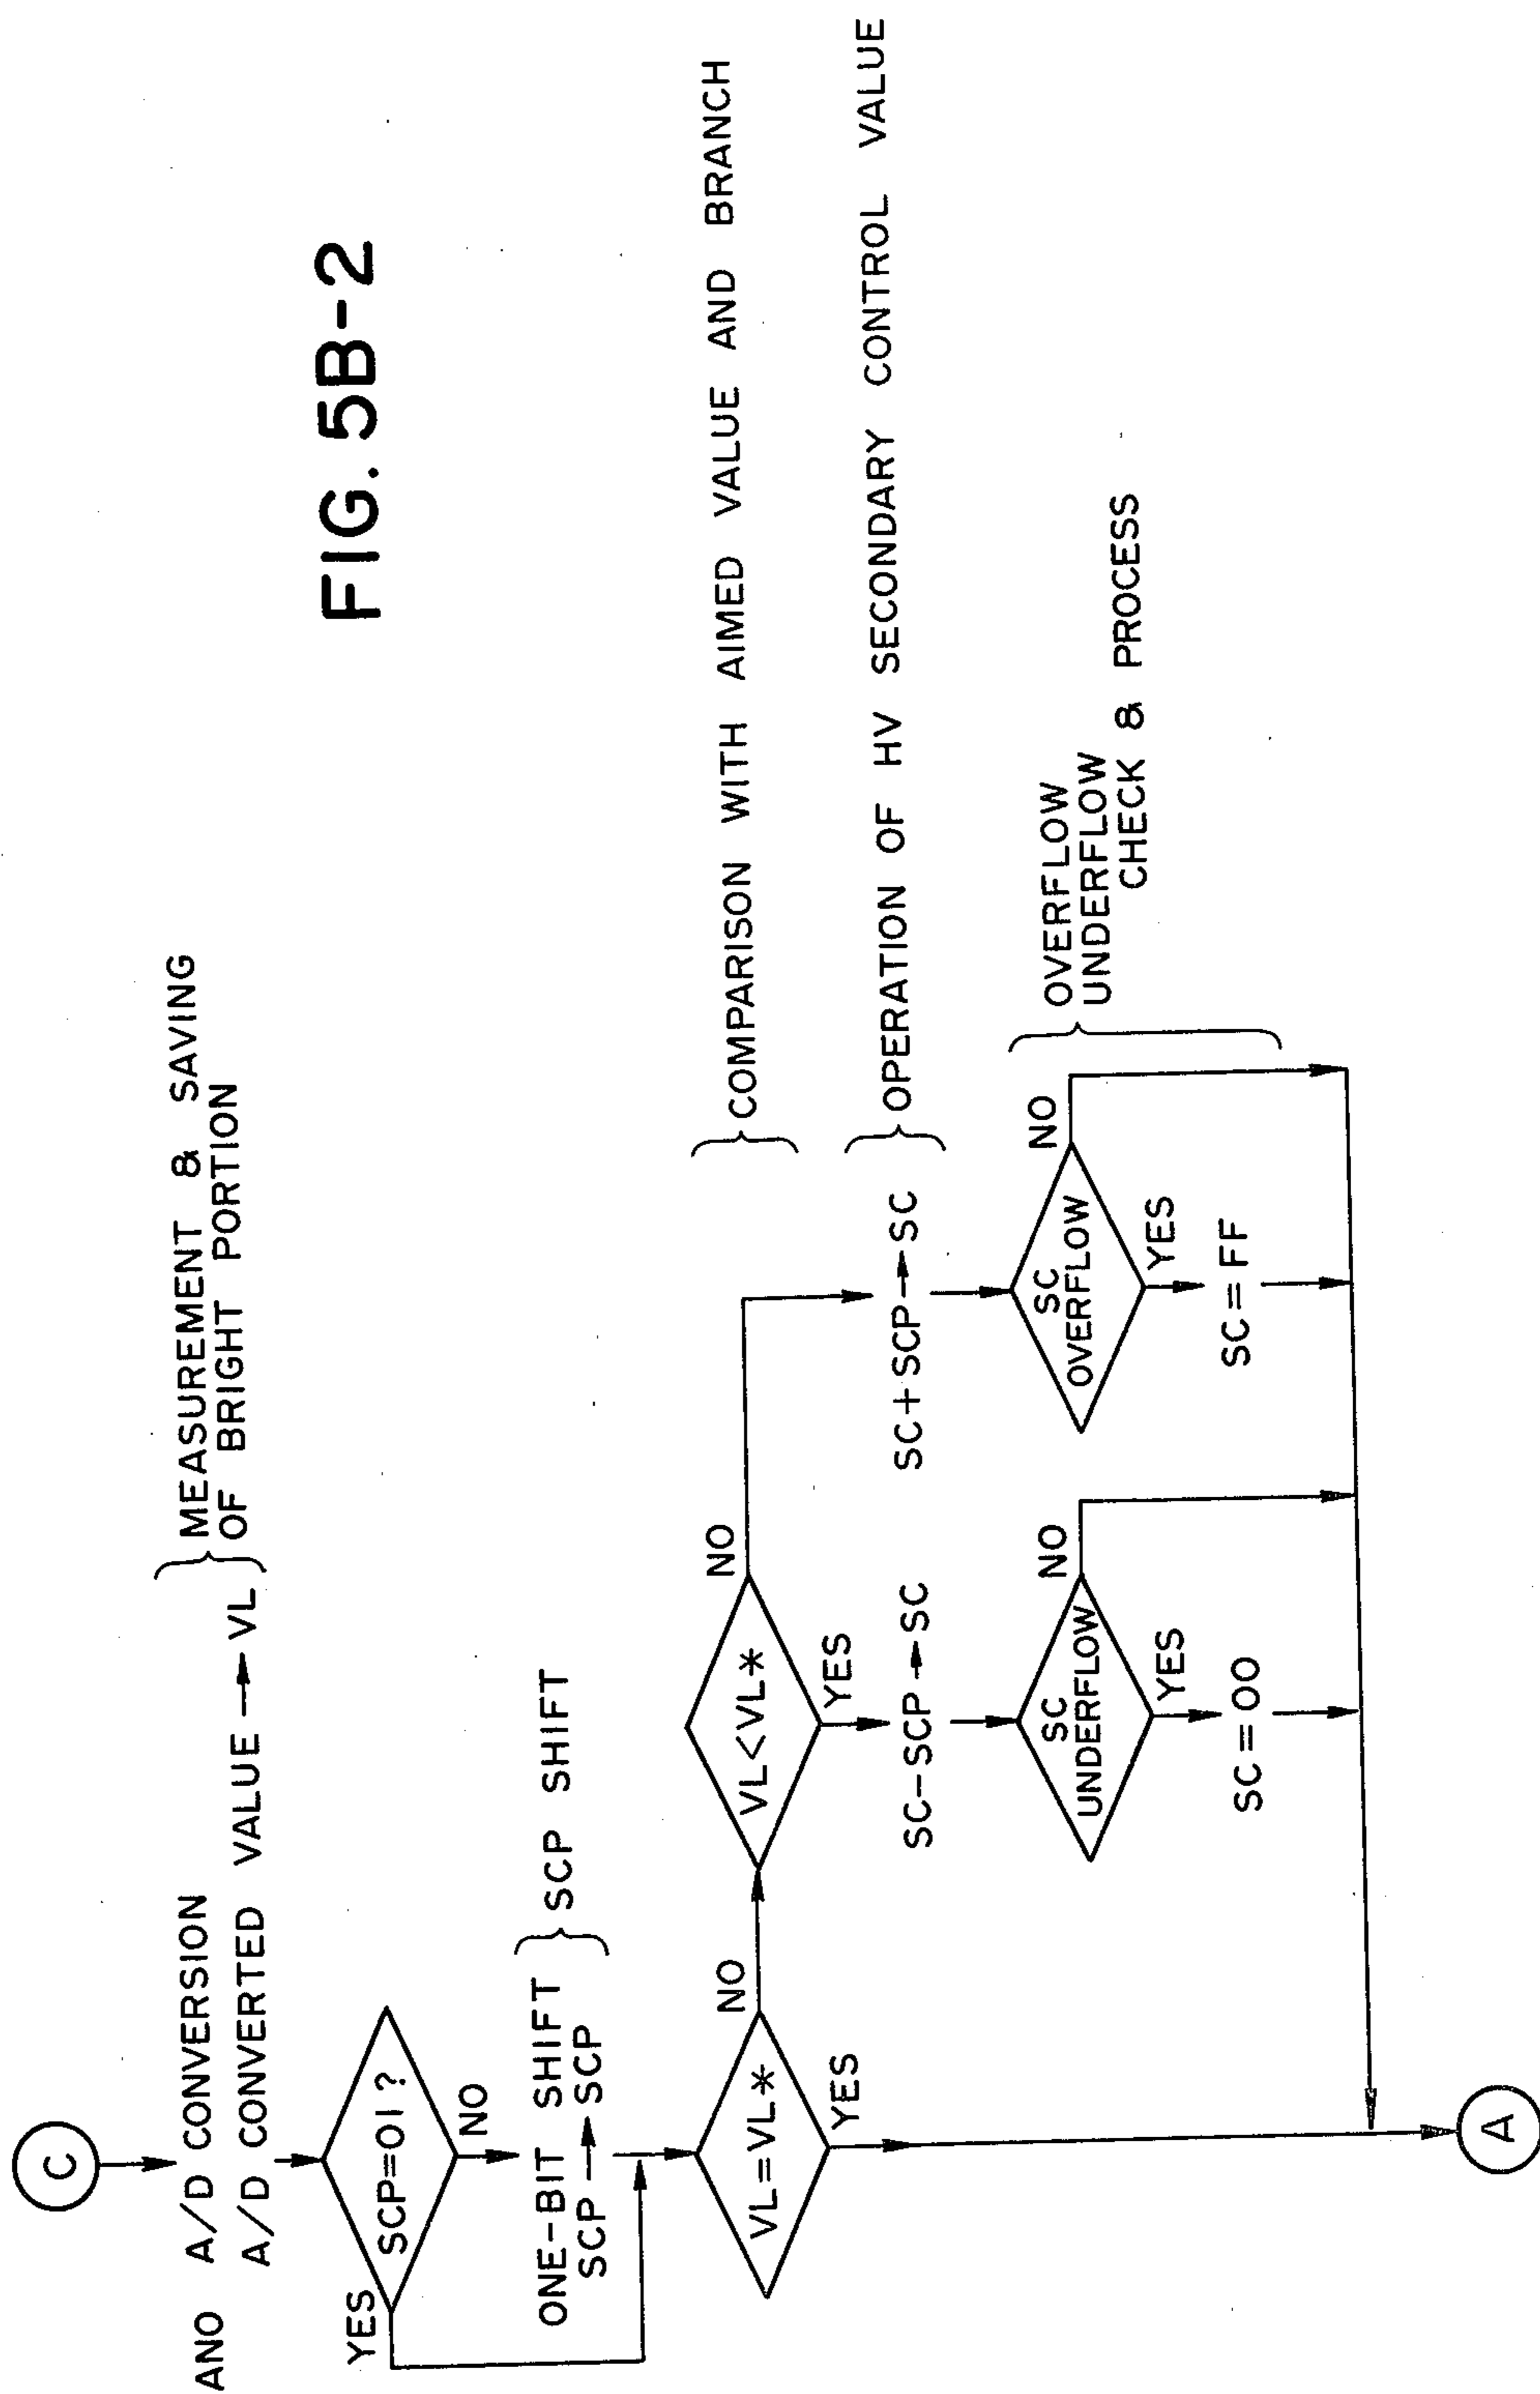 FIG. 5B-2
C
ANO A/D CONVERSION
A/D CONVERTED VALUE → VL
MEASUREMENT & SAVING
OF BRIGHT PORTION
SCP=01 ?
YES
NO
ONE-BIT SHIFT
SCP → SCP
SCP SHIFT
VL=VL*
NO
YES
VL<VL*
NO
YES
COMPARISON WITH AIMED VALUE AND BRANCH
SC-SCP→SC
SC+SCP→SC
OPERATION OF HV SECONDARY CONTROL VALUE
SC
UNDERFLOW
NO
YES
SC=00
SC
OVERFLOW
NO
YES
SC=FF
OVERFLOW
UNDERFLOW
CHECK & PROCESS
A